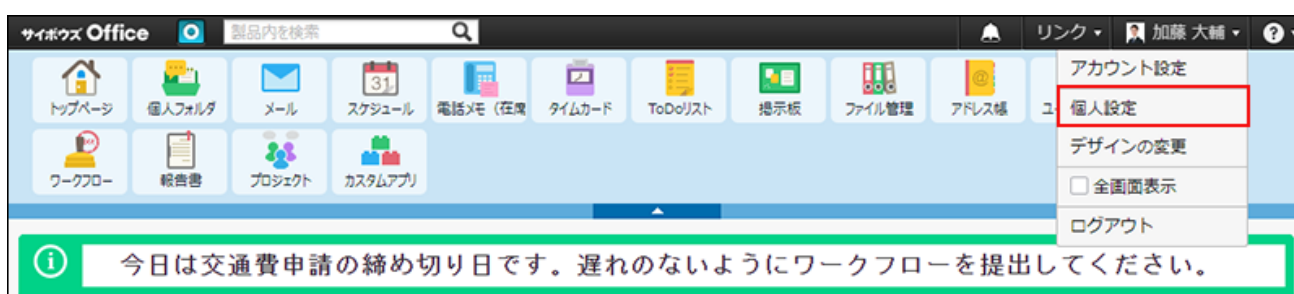 サイボウズ Office 製品内を検索 リンク 加藤 大輔 ?
トップページ 個人フォルダ メール スケジュール 電話メモ (在席 タイムカード ToDoリスト 掲示板 ファイル管理 アドレス帳 ユ
31
@
ワークフロー 報告書 プロジェクト カスタムアプリ
アカウント設定
個人設定
デザインの変更
全画面表示
ログアウト
今日は交通費申請の締め切り日です。遅れのないようにワークフローを提出してください。